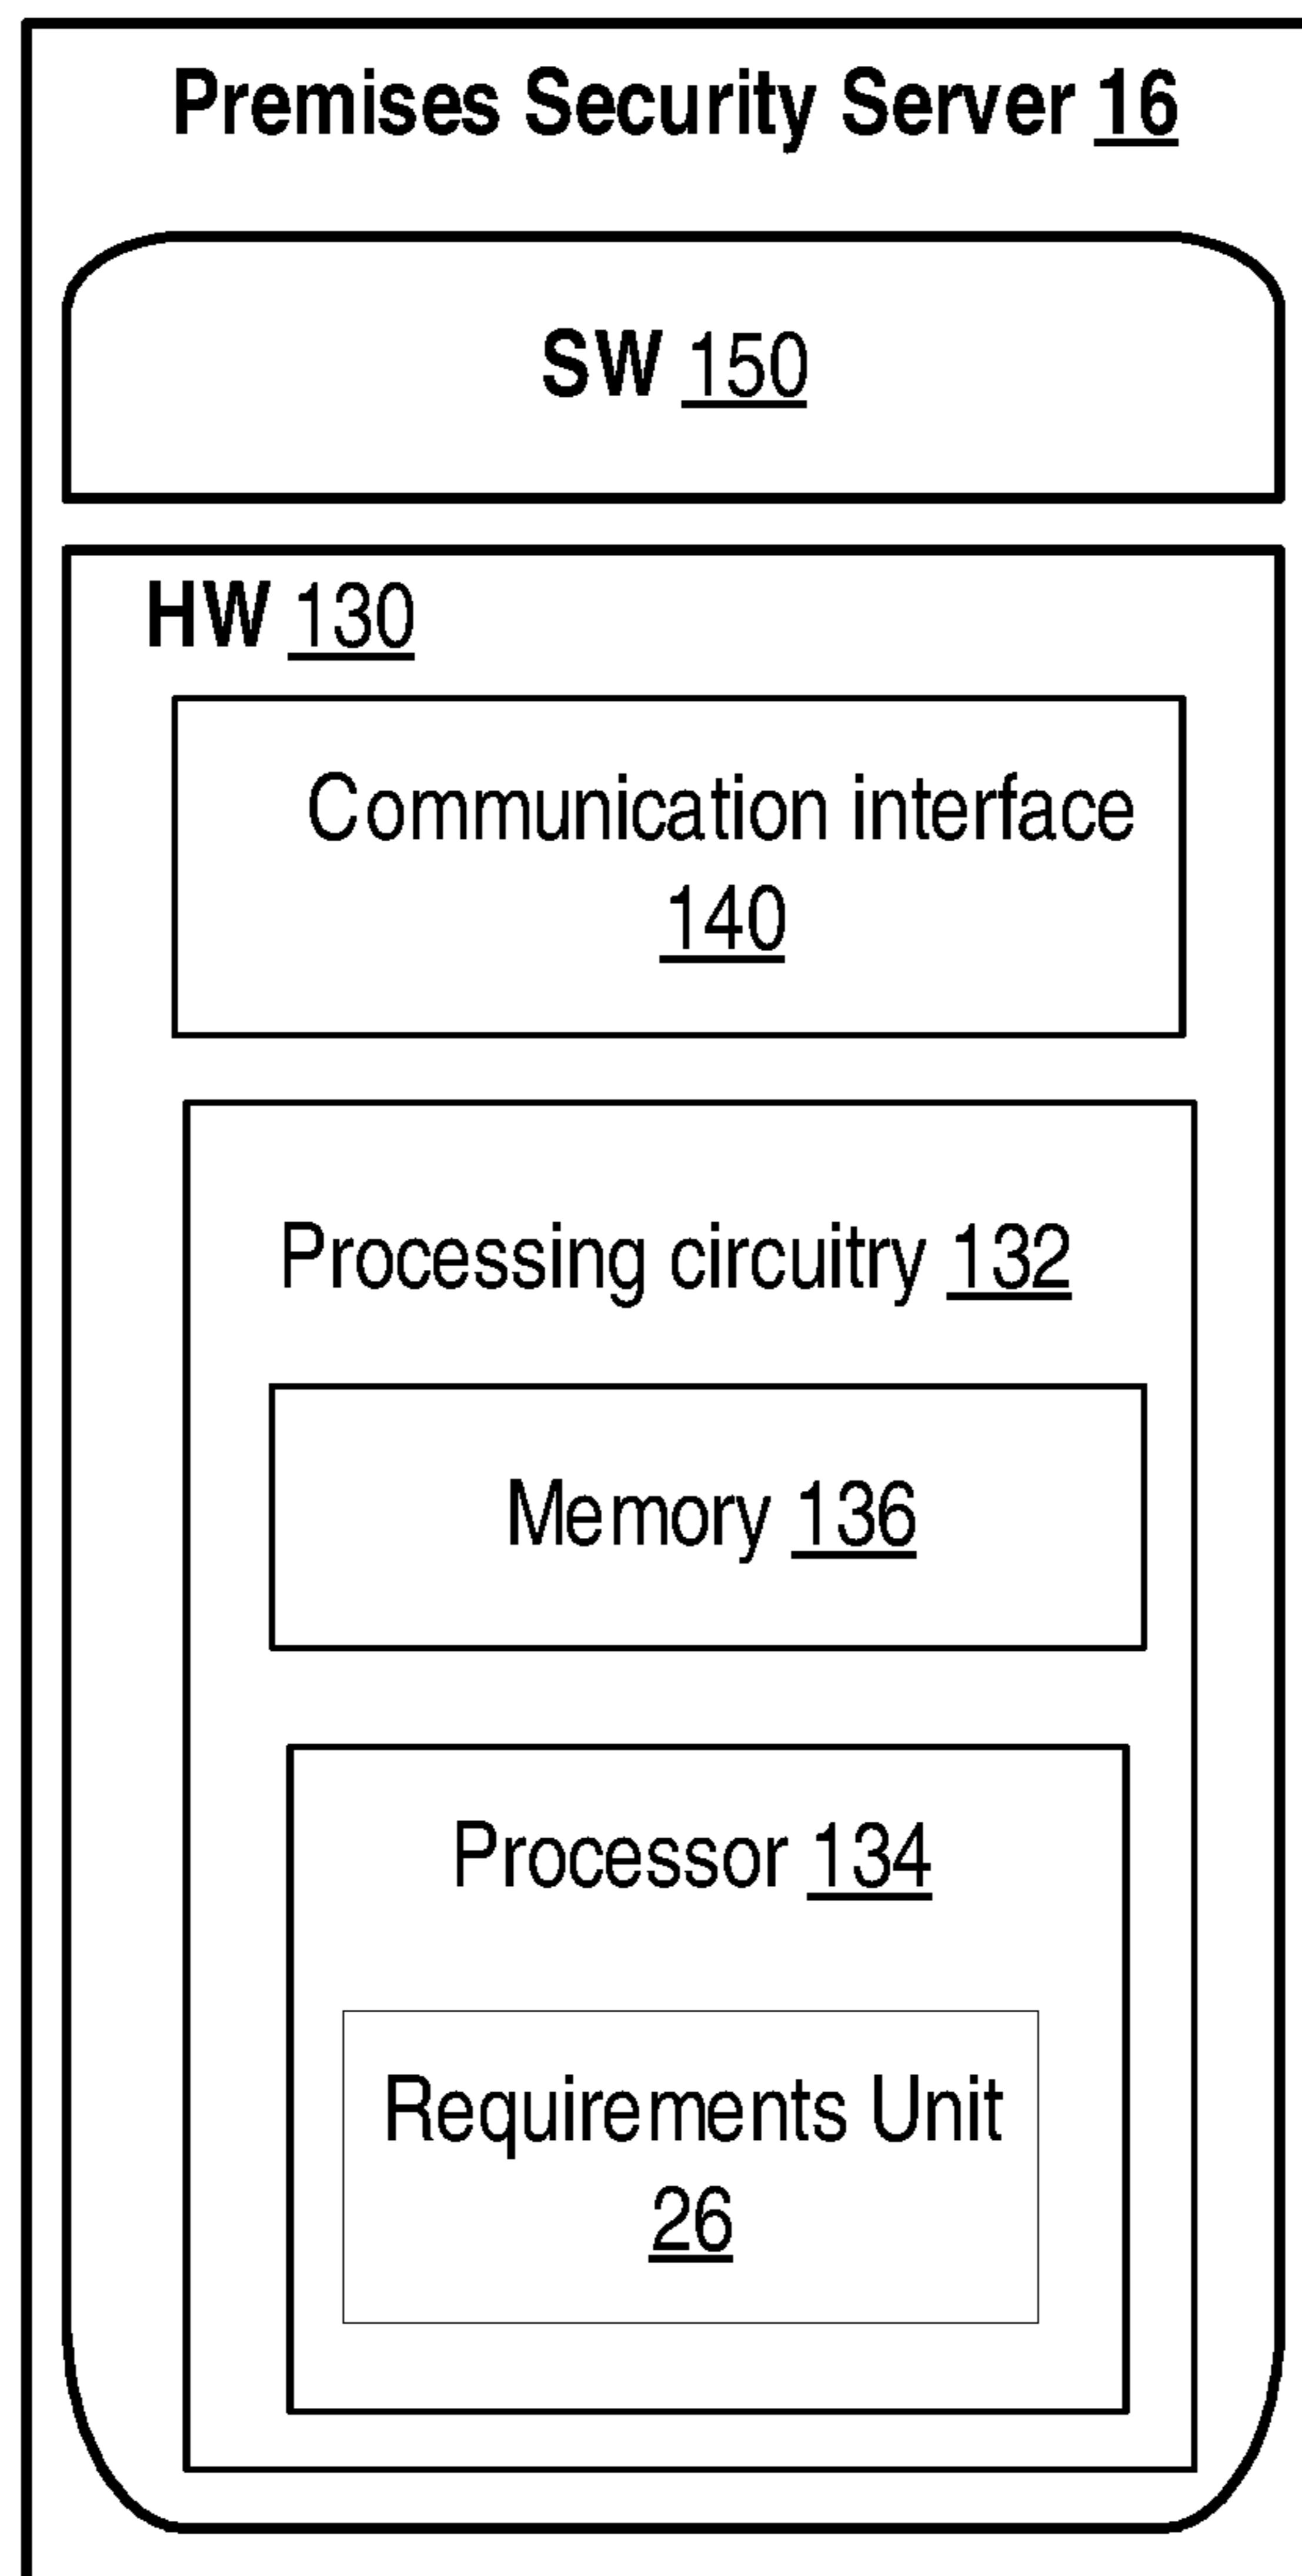 Premises Security Server 16
SW 150
HW 130
Communication interface
140
Processing circuitry 132
Memory 136
Processor 134
Requirements Unit
26